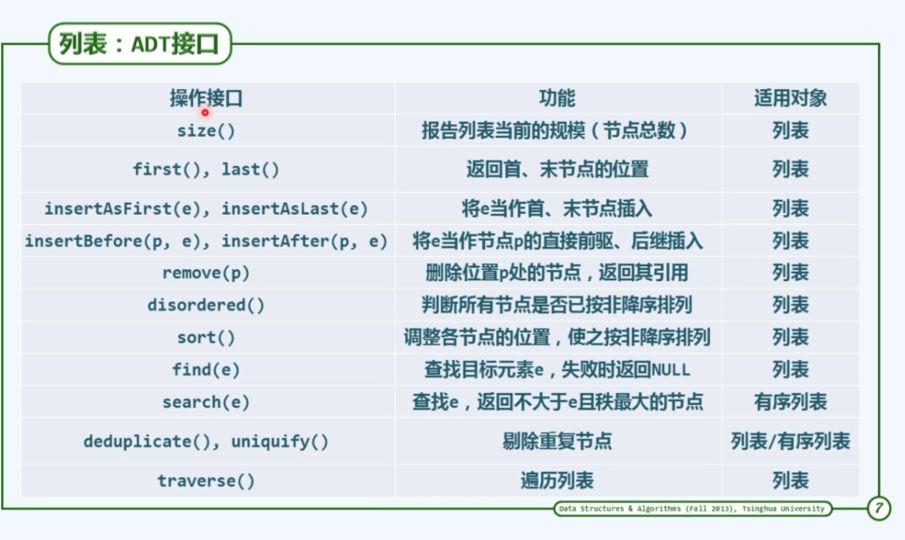 列表：ADT接口
操作接口 功能 适用对象
size() 报告列表当前的规模（节点总数） 列表
first(), last() 返回首、末节点的位置 列表
insertAsFirst(e), insertAsLast(e) 将e当作首、末节点插入 列表
insertBefore(p, e), insertAfter(p, e) 将e当作节点p的直接前驱、后继插入 列表
remove(p) 删除位置p处的节点，返回其引用 列表
disordered() 判断所有节点是否已按非降序排列 列表
sort() 调整各节点的位置，使之按非降序排列 列表
find(e) 查找目标元素e，失败时返回NULL 列表
search(e) 查找e，返回不大于e且秩最大的节点 有序列表
deduplicate(), uniquify() 剔除重复节点 列表/有序列表
traverse() 遍历列表 列表
Data Structures & Algorithms (Fall 2013), Tsinghua University 7